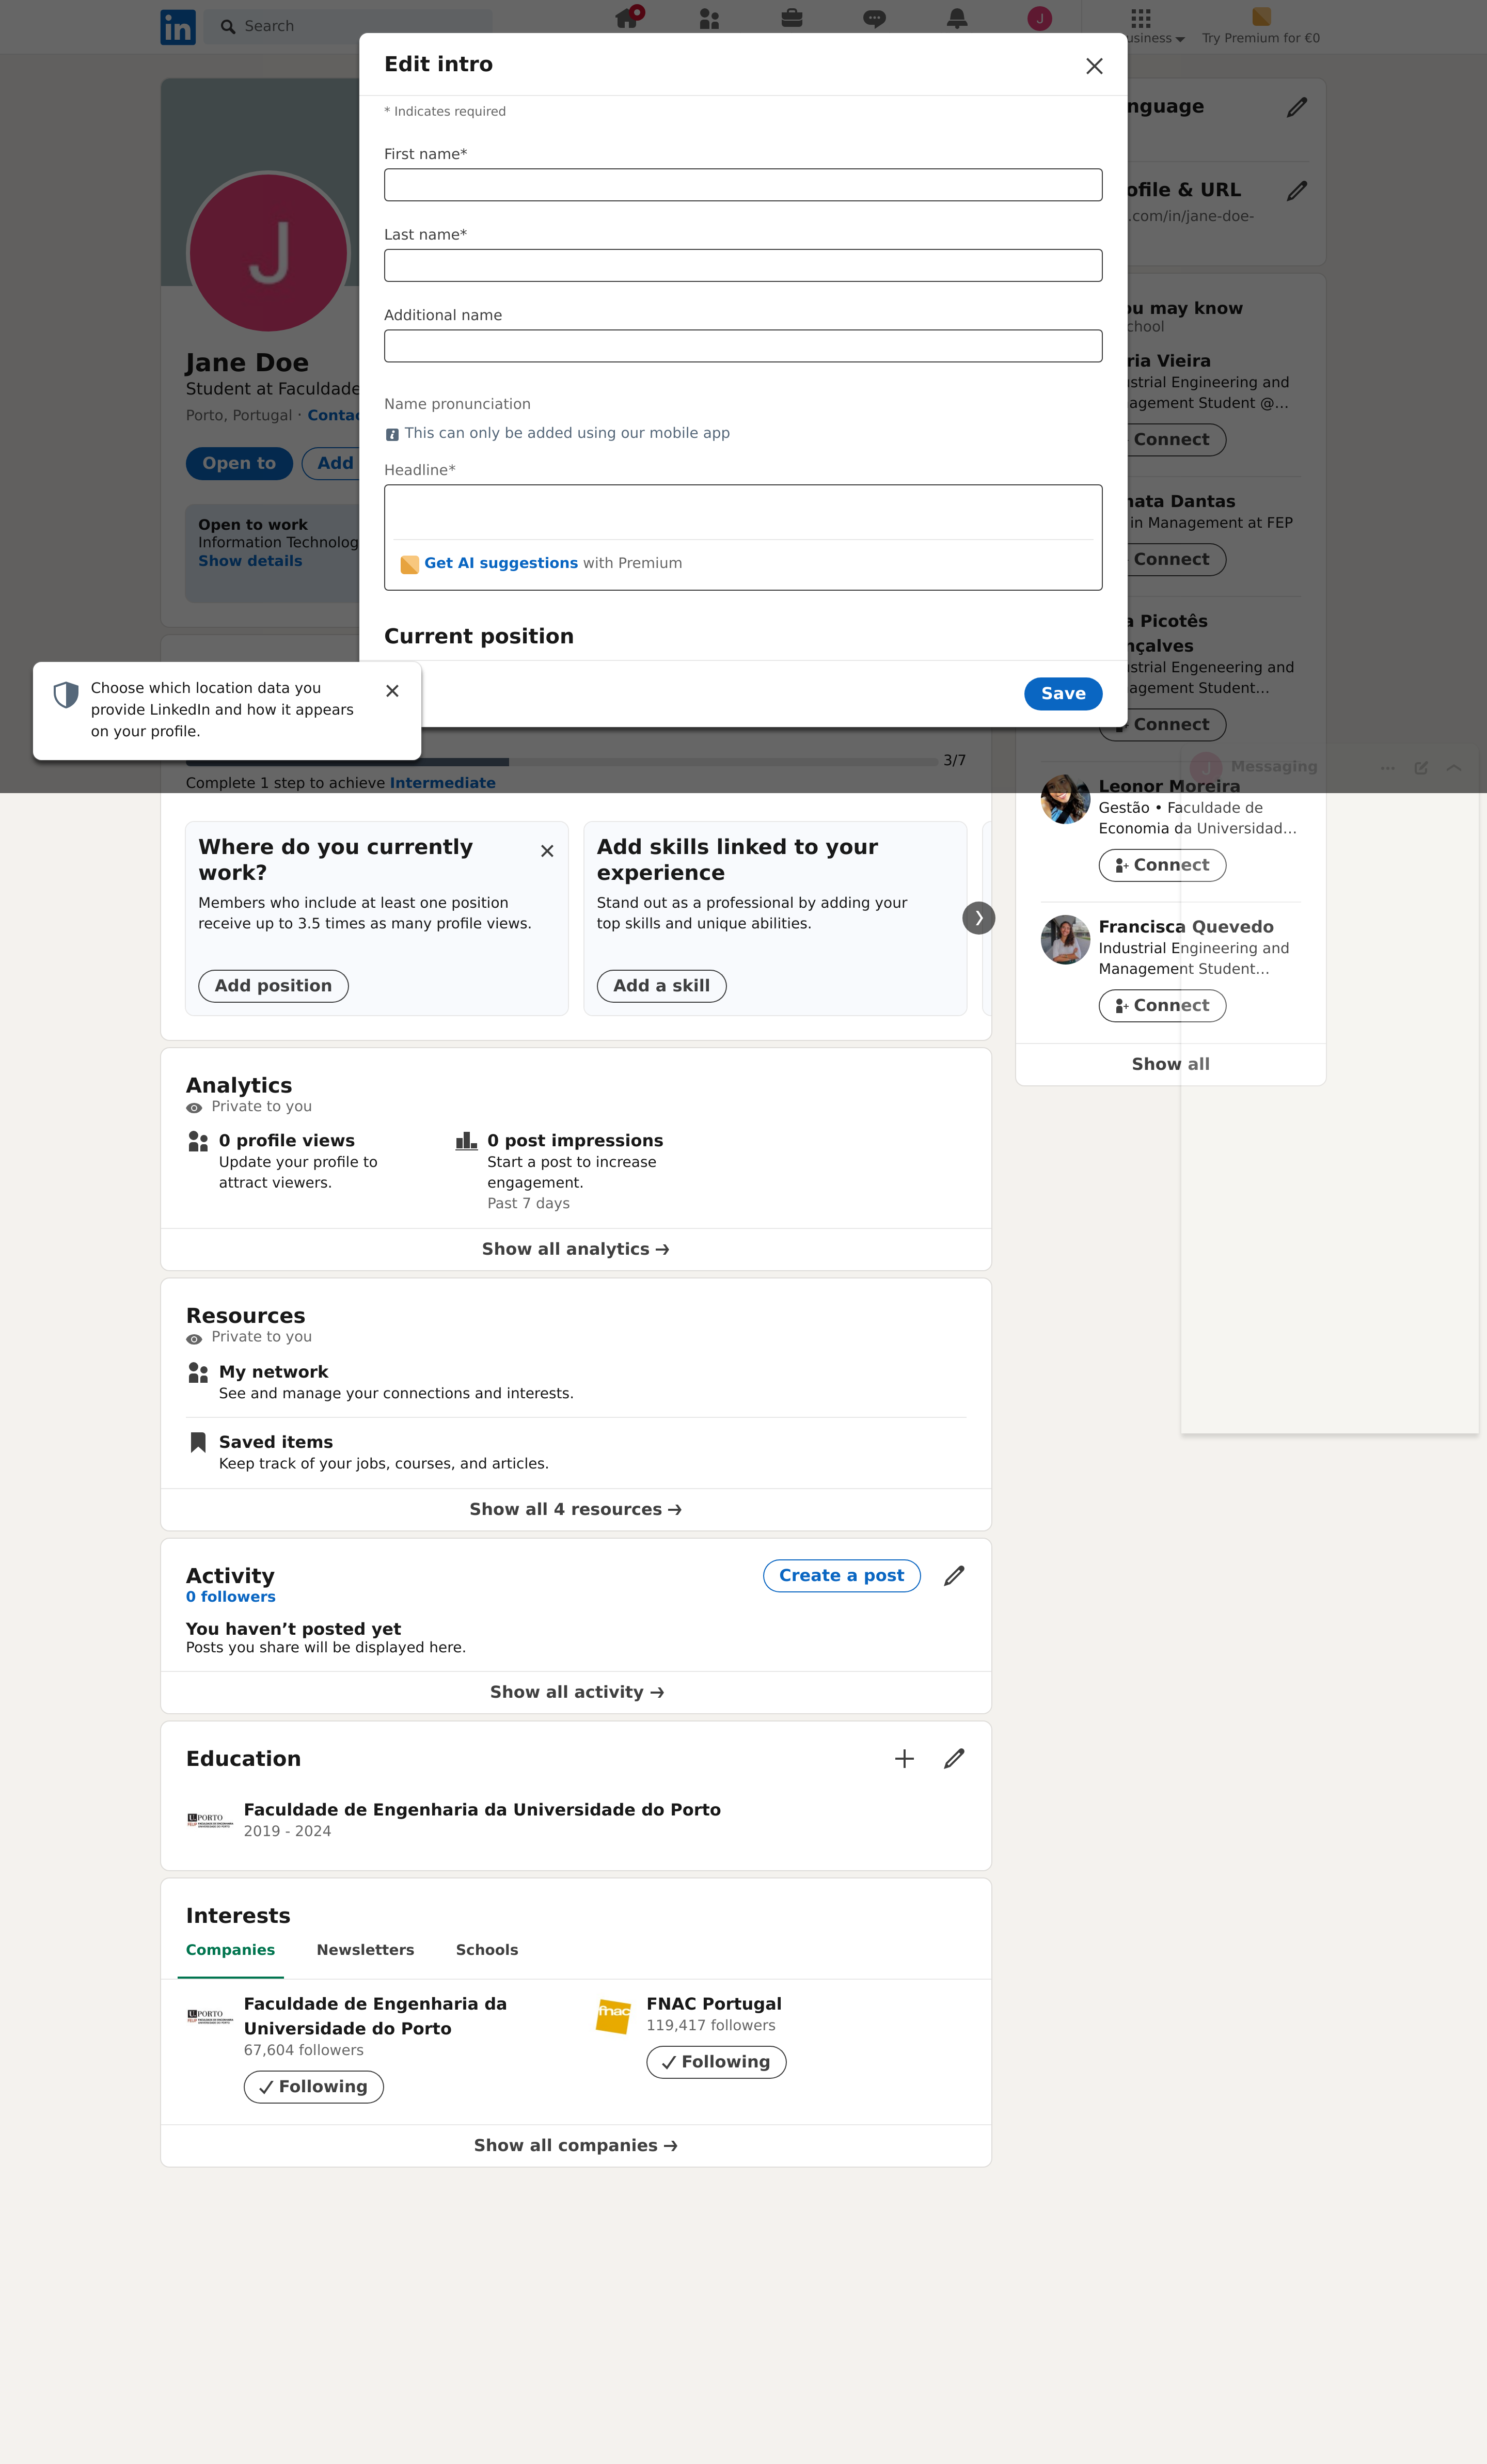 in
Search
J
usiness
Try Premium for €0
Edit intro
* Indicates required
First name*
Last name*
Additional name
Name pronunciation
This can only be added using our mobile app
Headline*
Get AI suggestions with Premium
Current position
Save
Choose which location data you
provide LinkedIn and how it appears
on your profile.
J
Jane Doe
Student at Faculdade
Porto, Portugal · Contac
Open to
Add
Open to work
Information Technolog
Show details
3/7
Complete 1 step to achieve Intermediate
Where do you currently
work?
Members who include at least one position
receive up to 3.5 times as many profile views.
Add position
Add skills linked to your
experience
Stand out as a professional by adding your
top skills and unique abilities.
Add a skill
Analytics
Private to you
0 profile views
Update your profile to
attract viewers.
0 post impressions
Start a post to increase
engagement.
Past 7 days
Show all analytics →
Resources
Private to you
My network
See and manage your connections and interests.
Saved items
Keep track of your jobs, courses, and articles.
Show all 4 resources →
Activity
0 followers
Create a post
You haven’t posted yet
Posts you share will be displayed here.
Show all activity →
Education
Faculdade de Engenharia da Universidade do Porto
2019 - 2024
U.PORTO
Interests
Companies
Newsletters
Schools
U.PORTO
Faculdade de Engenharia da
Universidade do Porto
67,604 followers
Following
fnac
FNAC Portugal
119,417 followers
Following
Show all companies →
nguage
ofile & URL
.com/in/jane-doe-
ou may know
chool
ria Vieira
ustrial Engineering and
agement Student @…
Connect
nata Dantas
in Management at FEP
Connect
a Picotês
nçalves
ustrial Engeneering and
agement Student…
Connect
J
Messaging
Leonor Moreira
Gestão • Faculdade de
Economia da Universidad…
Connect
Francisca Quevedo
Industrial Engineering and
Management Student…
Connect
Show all